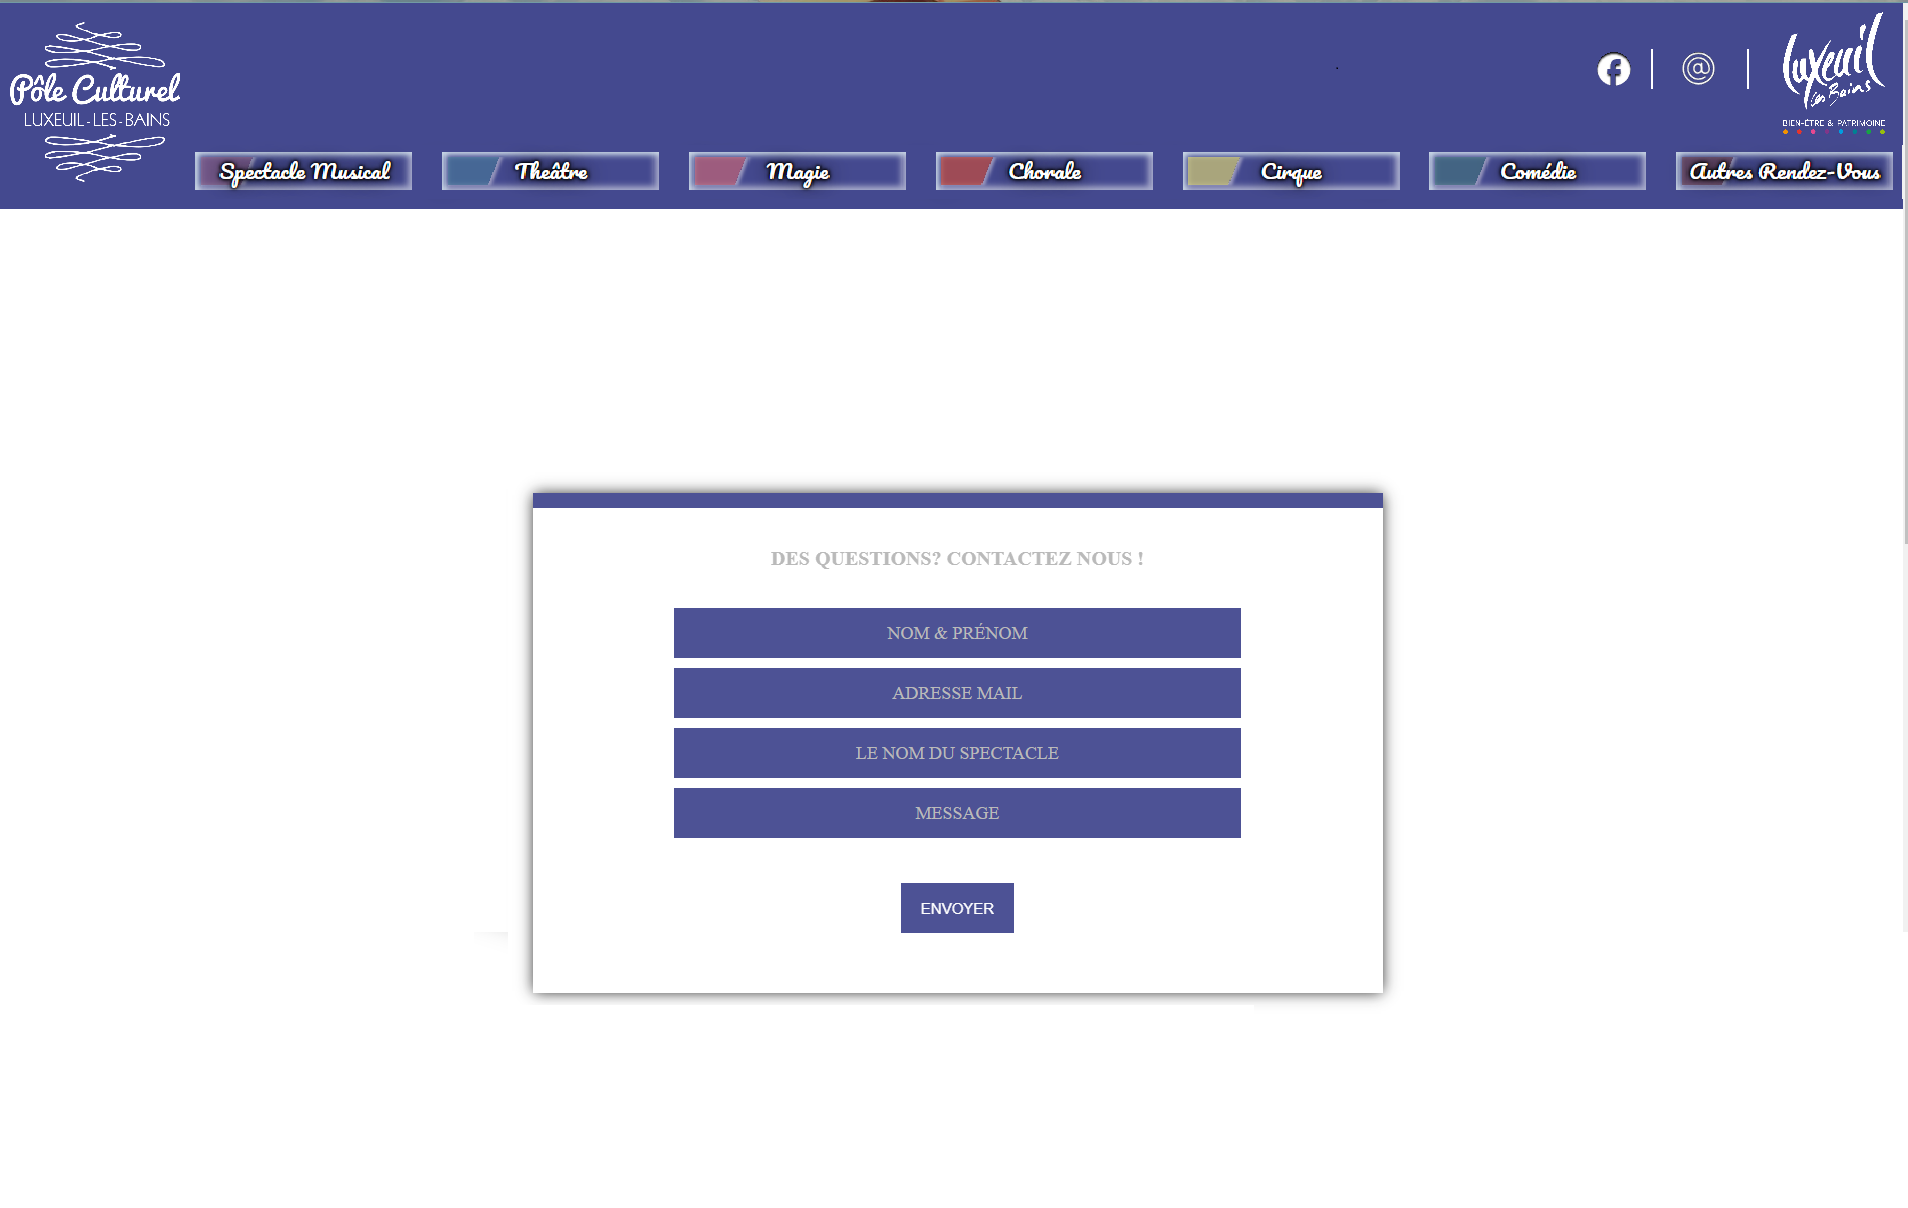 Pôle Culturel
LUXEUIL-LES-BAINS
Luxeuil
les Bains
BIEN-ÊTRE & PATRIMOINE
Spectacle Musical
Théâtre
Magie
Chorale
Cirque
Comédie
Autres Rendez-Vous
DES QUESTIONS? CONTACTEZ NOUS !
NOM & PRÉNOM
ADRESSE MAIL
LE NOM DU SPECTACLE
MESSAGE
ENVOYER